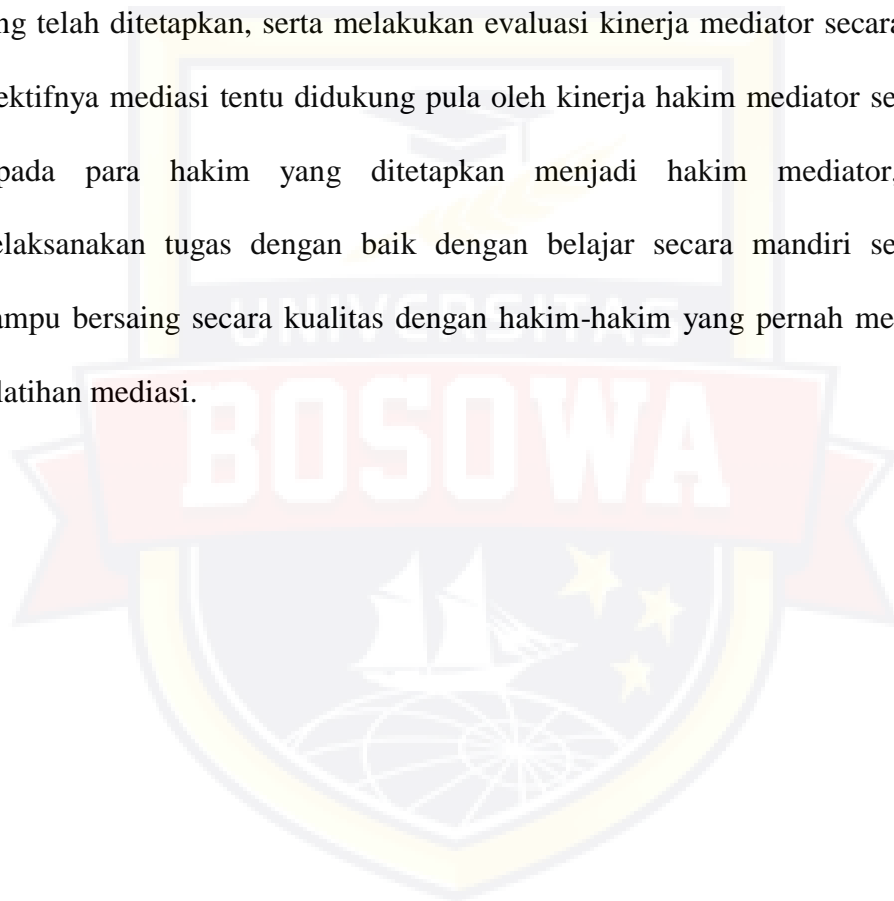 ng telah ditetapkan, serta melakukan evaluasi kinerja mediator secara
ektifnya mediasi tentu didukung pula oleh kinerja hakim mediator se
pada para hakim yang ditetapkan menjadi hakim mediator,
elaksanakan tugas dengan baik dengan belajar secara mandiri se
ampu bersaing secara kualitas dengan hakim-hakim yang pernah me
latihan mediasi.
UNIVERSITAS
BOSOWA